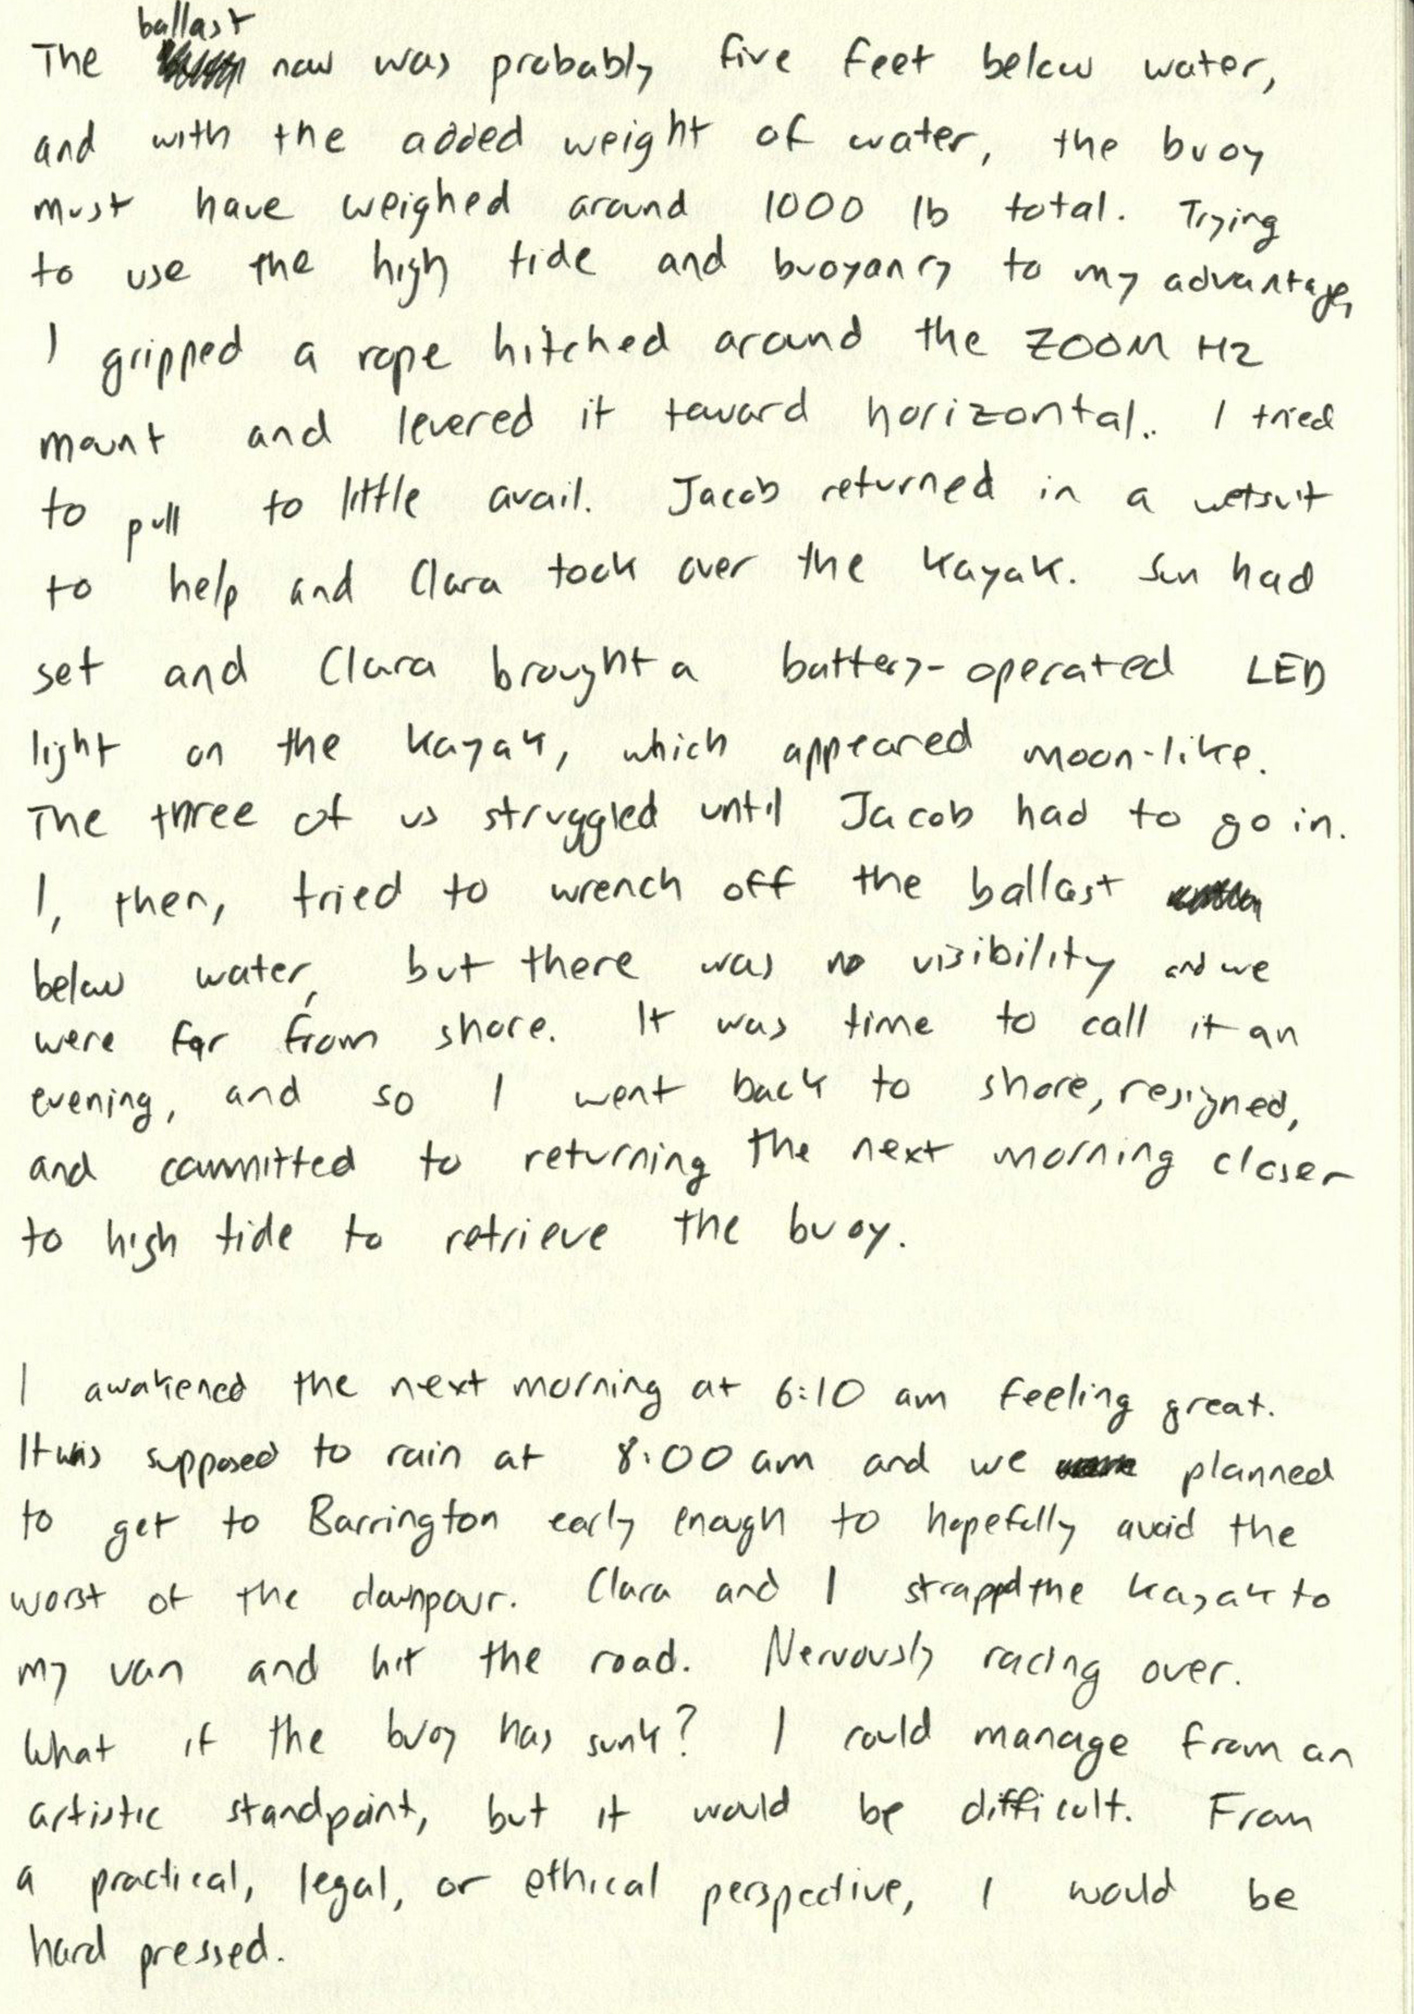 The ballast now was probably five feet below water,
and with the added weight of water, the buoy
must have weighed around 1000 lb total. Trying
to use the high tide and buoyancy to my advantage,
I gripped a rope hitched around the ZOOM H2
mount and levered it toward horizontal.. I tried
to pull to little avail. Jacob returned in a wetsuit
to help and Clara took over the kayak. Sun had
set and Clara brought a battery-operated LED
light on the kayak, which appeared moon-like.
The three of us struggled until Jacob had to go in.
I, then, tried to wrench off the ballast
below water, but there was no visibility and we
were far from shore. It was time to call it an
evening, and so I went back to shore, resigned,
and committed to returning the next morning closer
to high tide to retrieve the buoy.
I awakened the next morning at 6:10 am feeling great.
It was supposed to rain at 8:00 am and we planned
to get to Barrington early enough to hopefully avoid the
worst of the downpour. Clara and I strapped the kayak to
my van and hit the road. Nervously racing over.
What if the buoy has sunk? I could manage from an
artistic standpoint, but it would be difficult. From
a practical, legal, or ethical perspective, I would be
hard pressed.